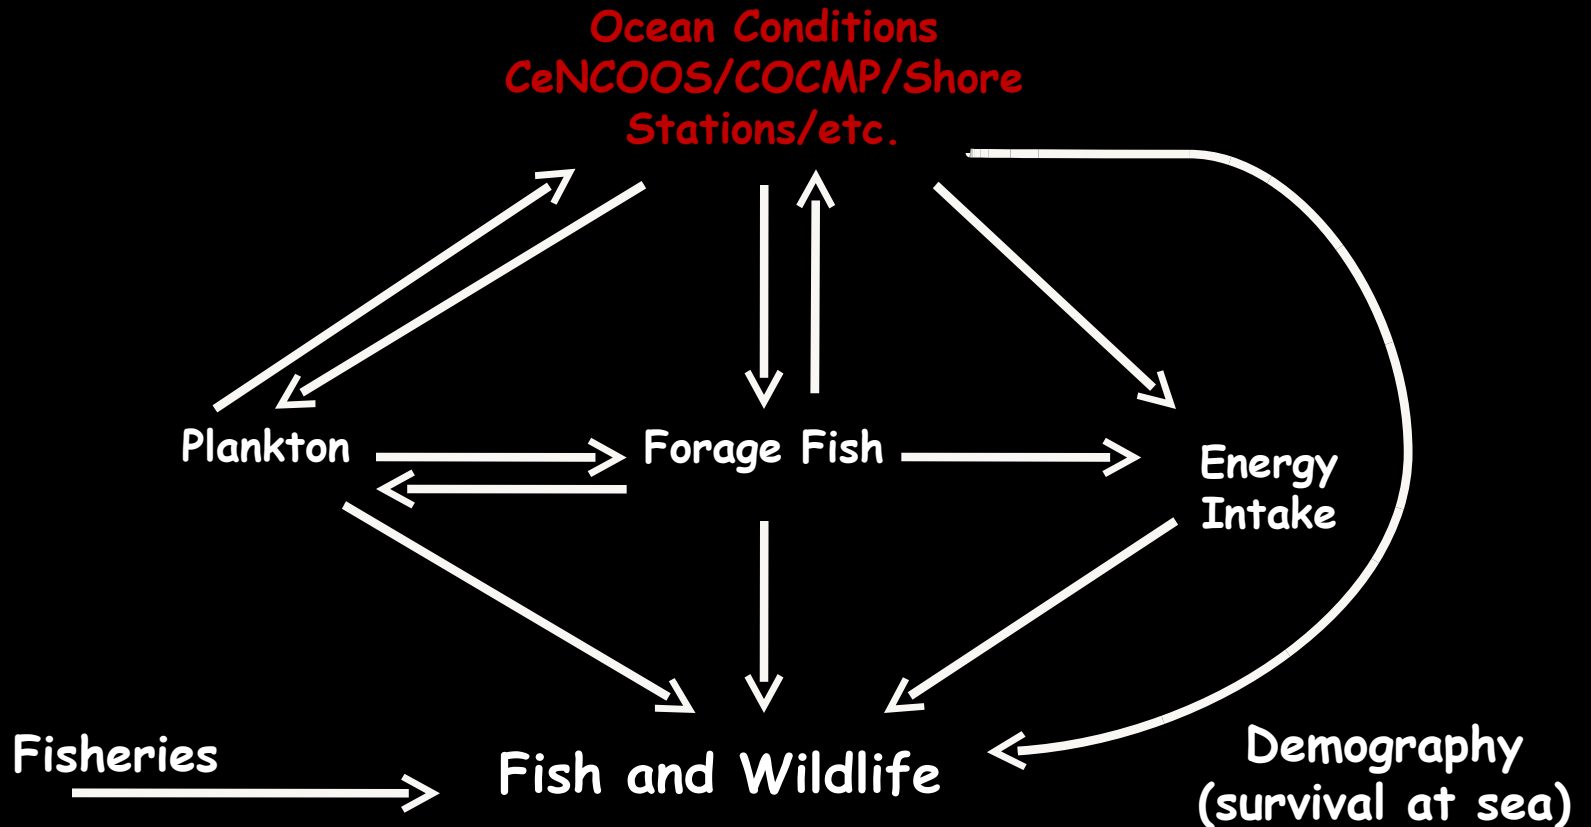 Ocean Conditions
CeNCOOS/COCMP/Shore
Stations/etc.
Plankton
Forage Fish
Energy
Intake
Fisheries
Fish and Wildlife
Demography
(survival at sea)